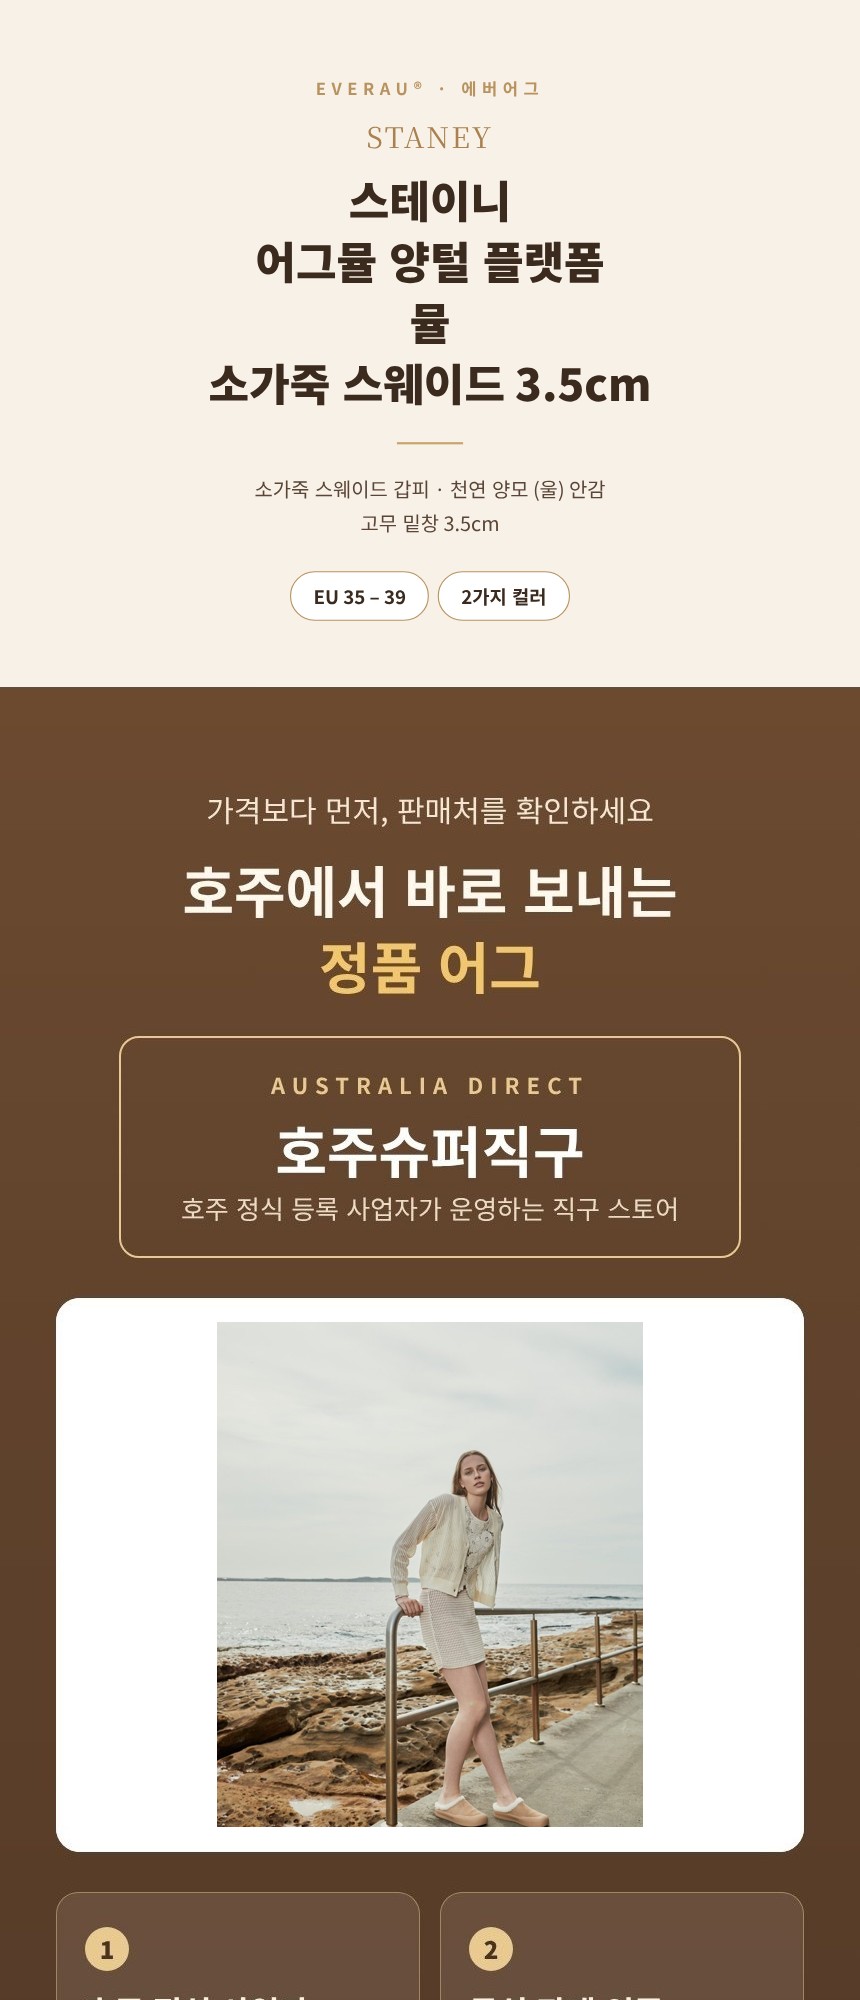 EVERAU® · 에버어그
STANEY
스테이니
어그뮬 양털 플랫폼
뮬
소가죽 스웨이드 3.5cm
소가죽 스웨이드 갑피 · 천연 양모 (울) 안감
고무 밑창 3.5cm
EU 35 – 39
2가지 컬러
가격보다 먼저, 판매처를 확인하세요
호주에서 바로 보내는
정품 어그
AUSTRALIA DIRECT
호주슈퍼직구
호주 정식 등록 사업자가 운영하는 직구 스토어
1
2